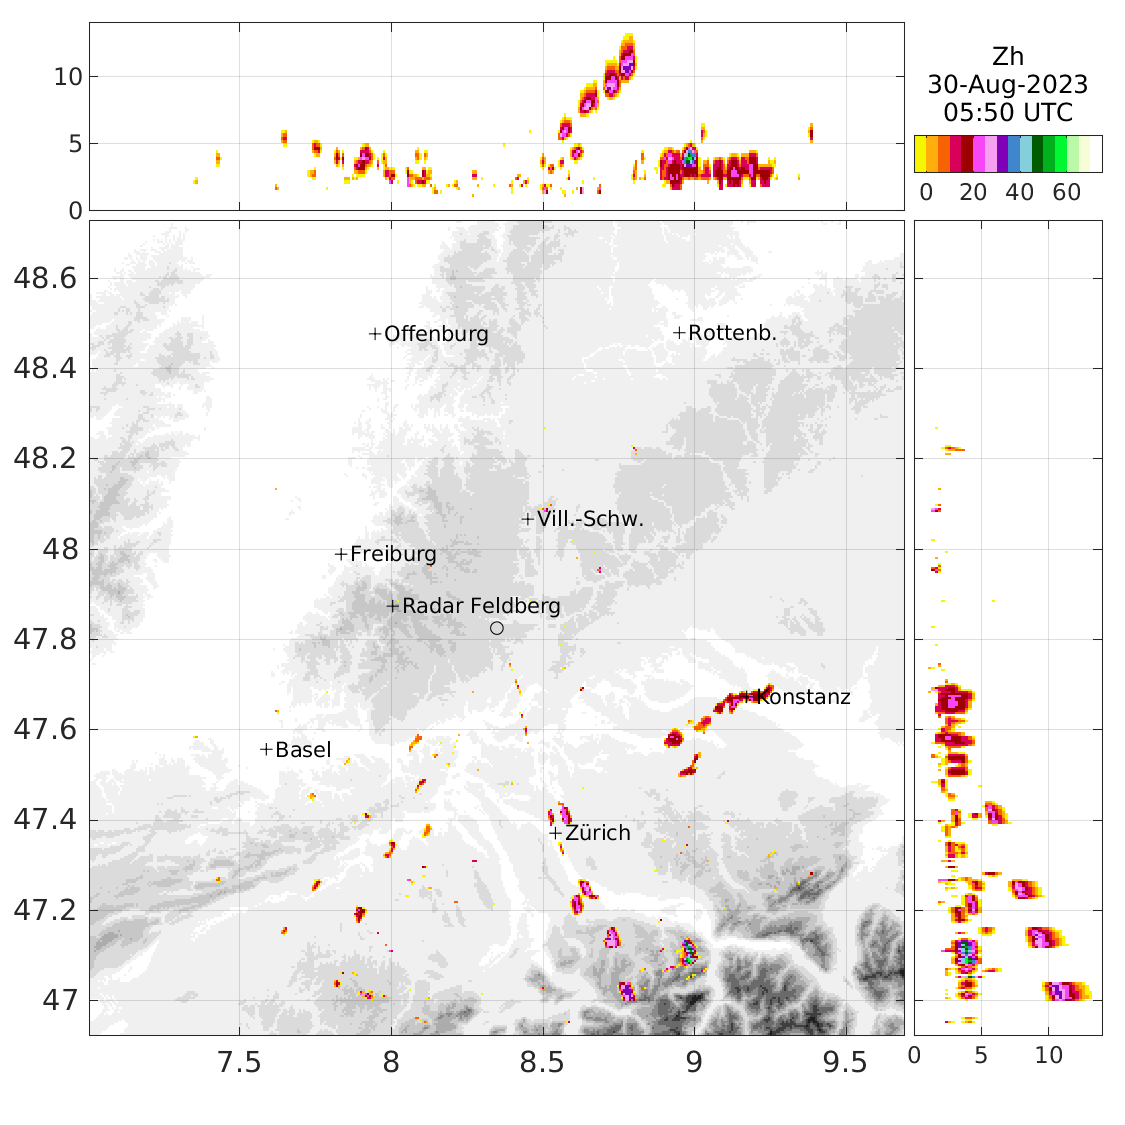 Zh
30-Aug-2023
05:50 UTC
0 20 40 60
10
5
0
48.6
48.4
48.2
48
47.8
47.6
47.4
47.2
47
Offenburg
Rottenb.
Vill.-Schw.
Freiburg
Radar Feldberg
Konstanz
Basel
Zürich
7.5 8 8.5 9 9.5
0 5 10